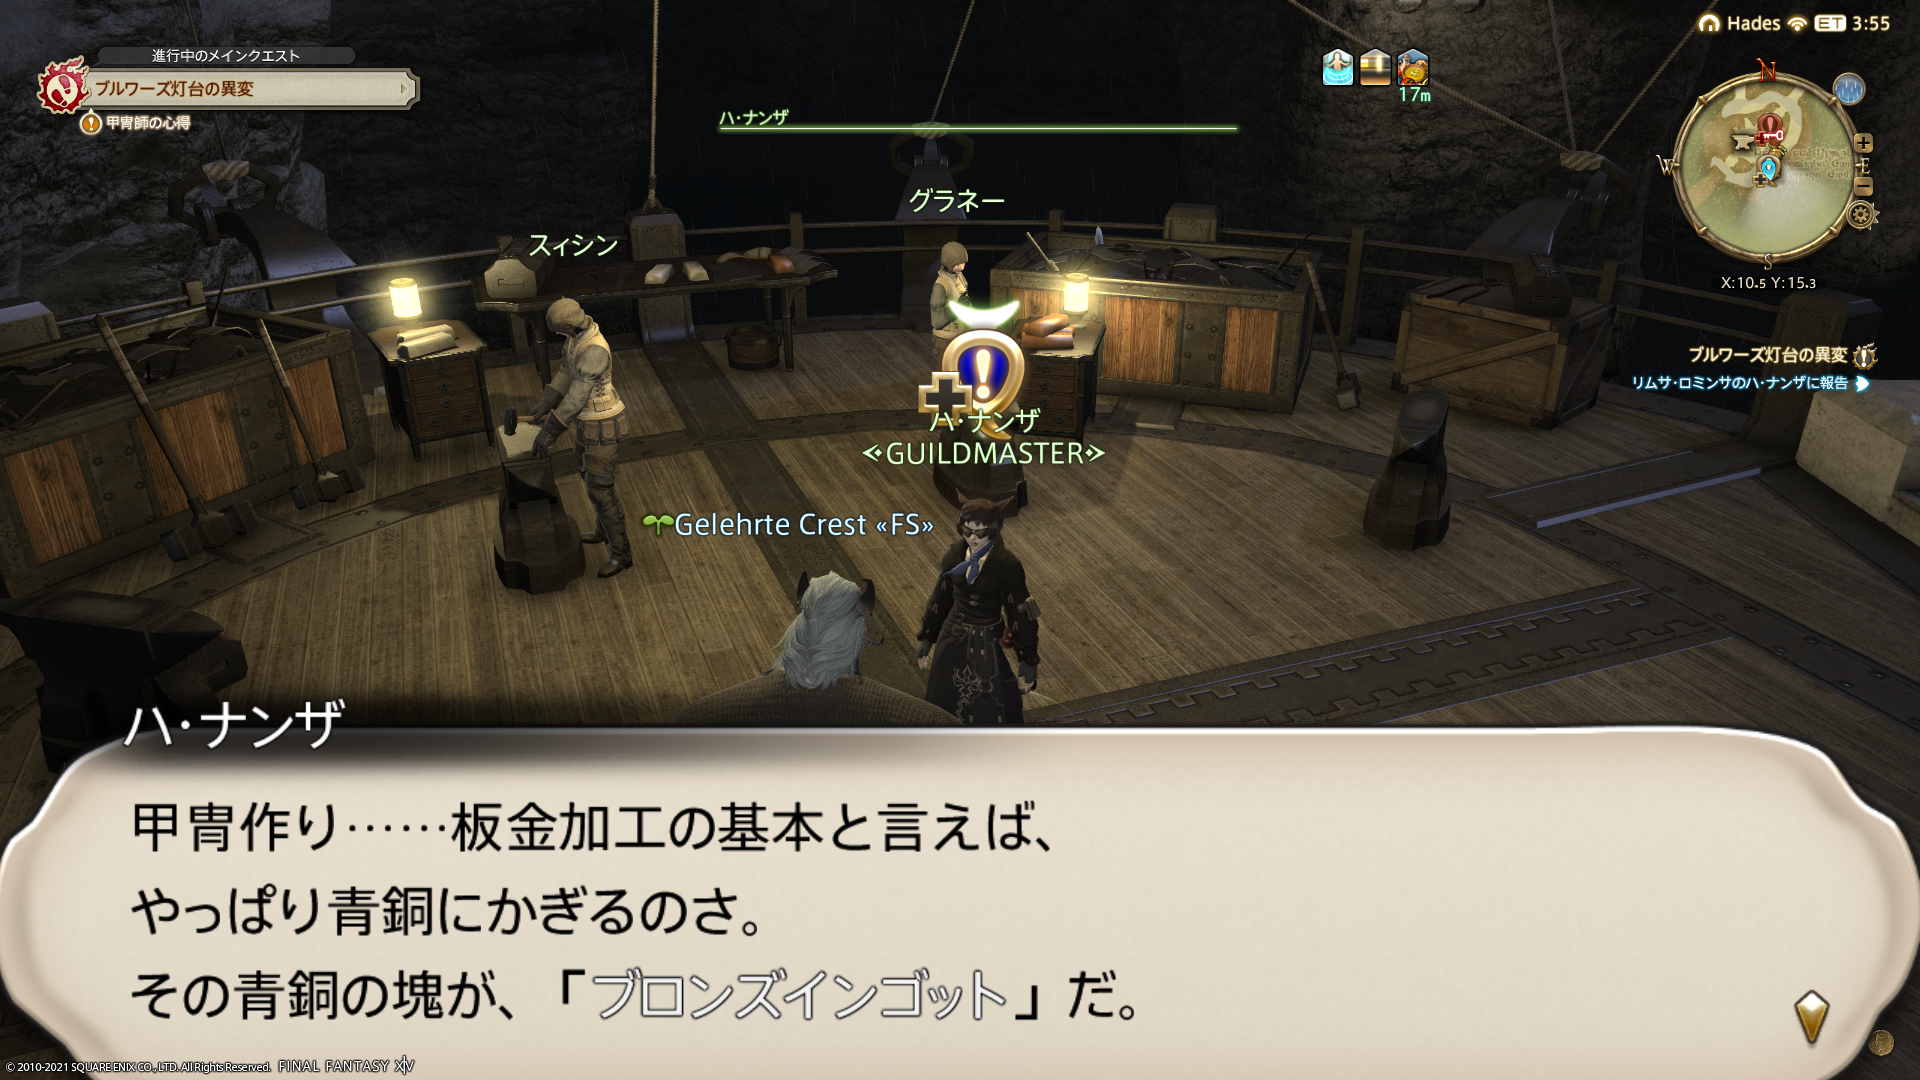 進行中のメインクエスト
ブルワーズ灯台の異変
甲冑師の心得
Hades ET 3:55
17m
ハ・ナンザ
グラネー
スィシン
N
W
E
S
X:10.5 Y:15.3
ブルワーズ灯台の異変
リムサ・ロミンサのハ・ナンザに報告
ハ・ナンザ
<GUILDMASTER>
Gelehrte Crest «FS»
ハ・ナンザ
甲冑作り……板金加工の基本と言えば、
やっぱり青銅にかぎるのさ。
その青銅の塊が、「ブロンズインゴット」だ。
© 2010-2021 SQUARE ENIX CO., LTD. All Rights Reserved. FINAL FANTASY XIV